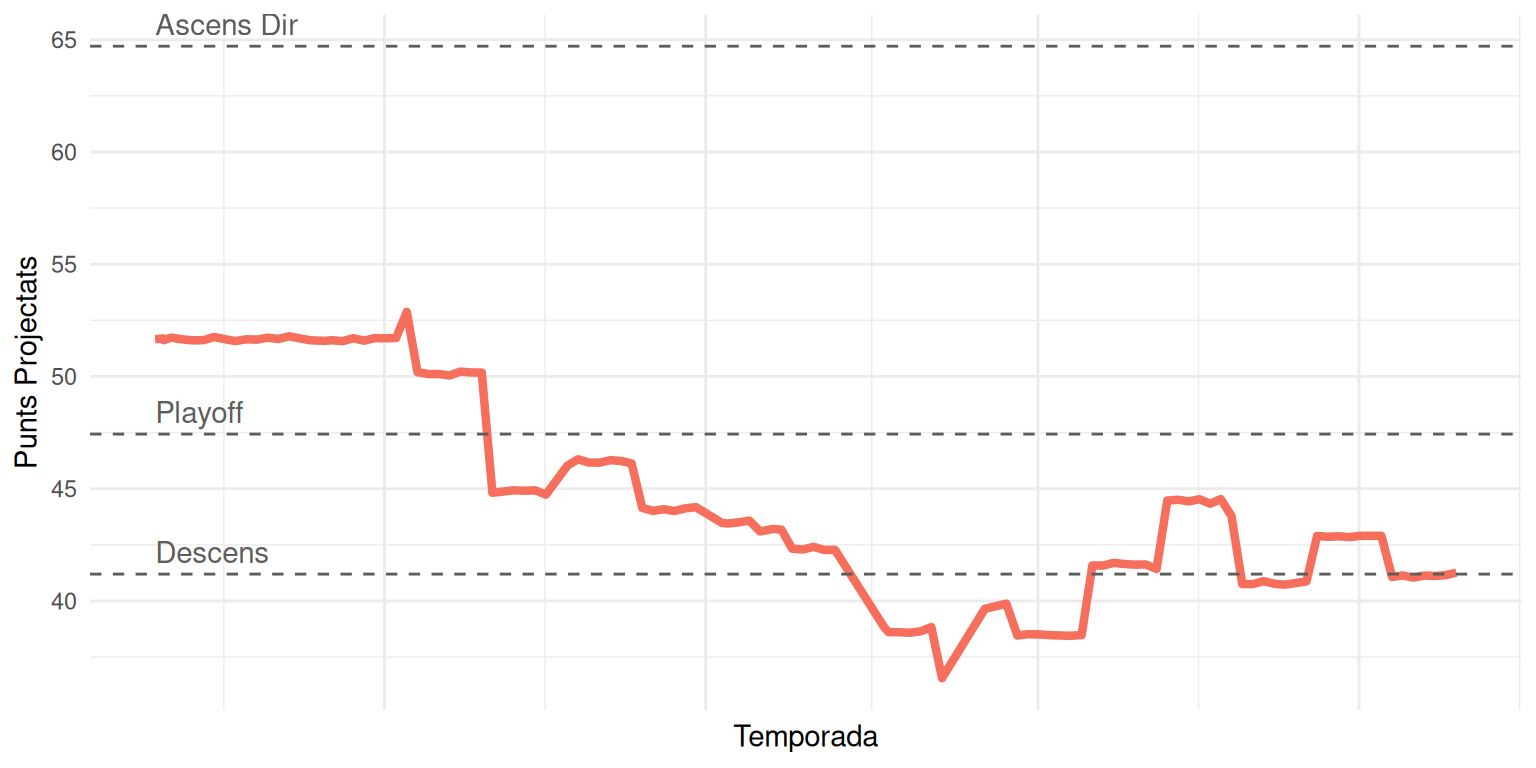 Ascens Dir
65
60
55
50
Playoff
45
Descens
40
Punts Projectats
Temporada